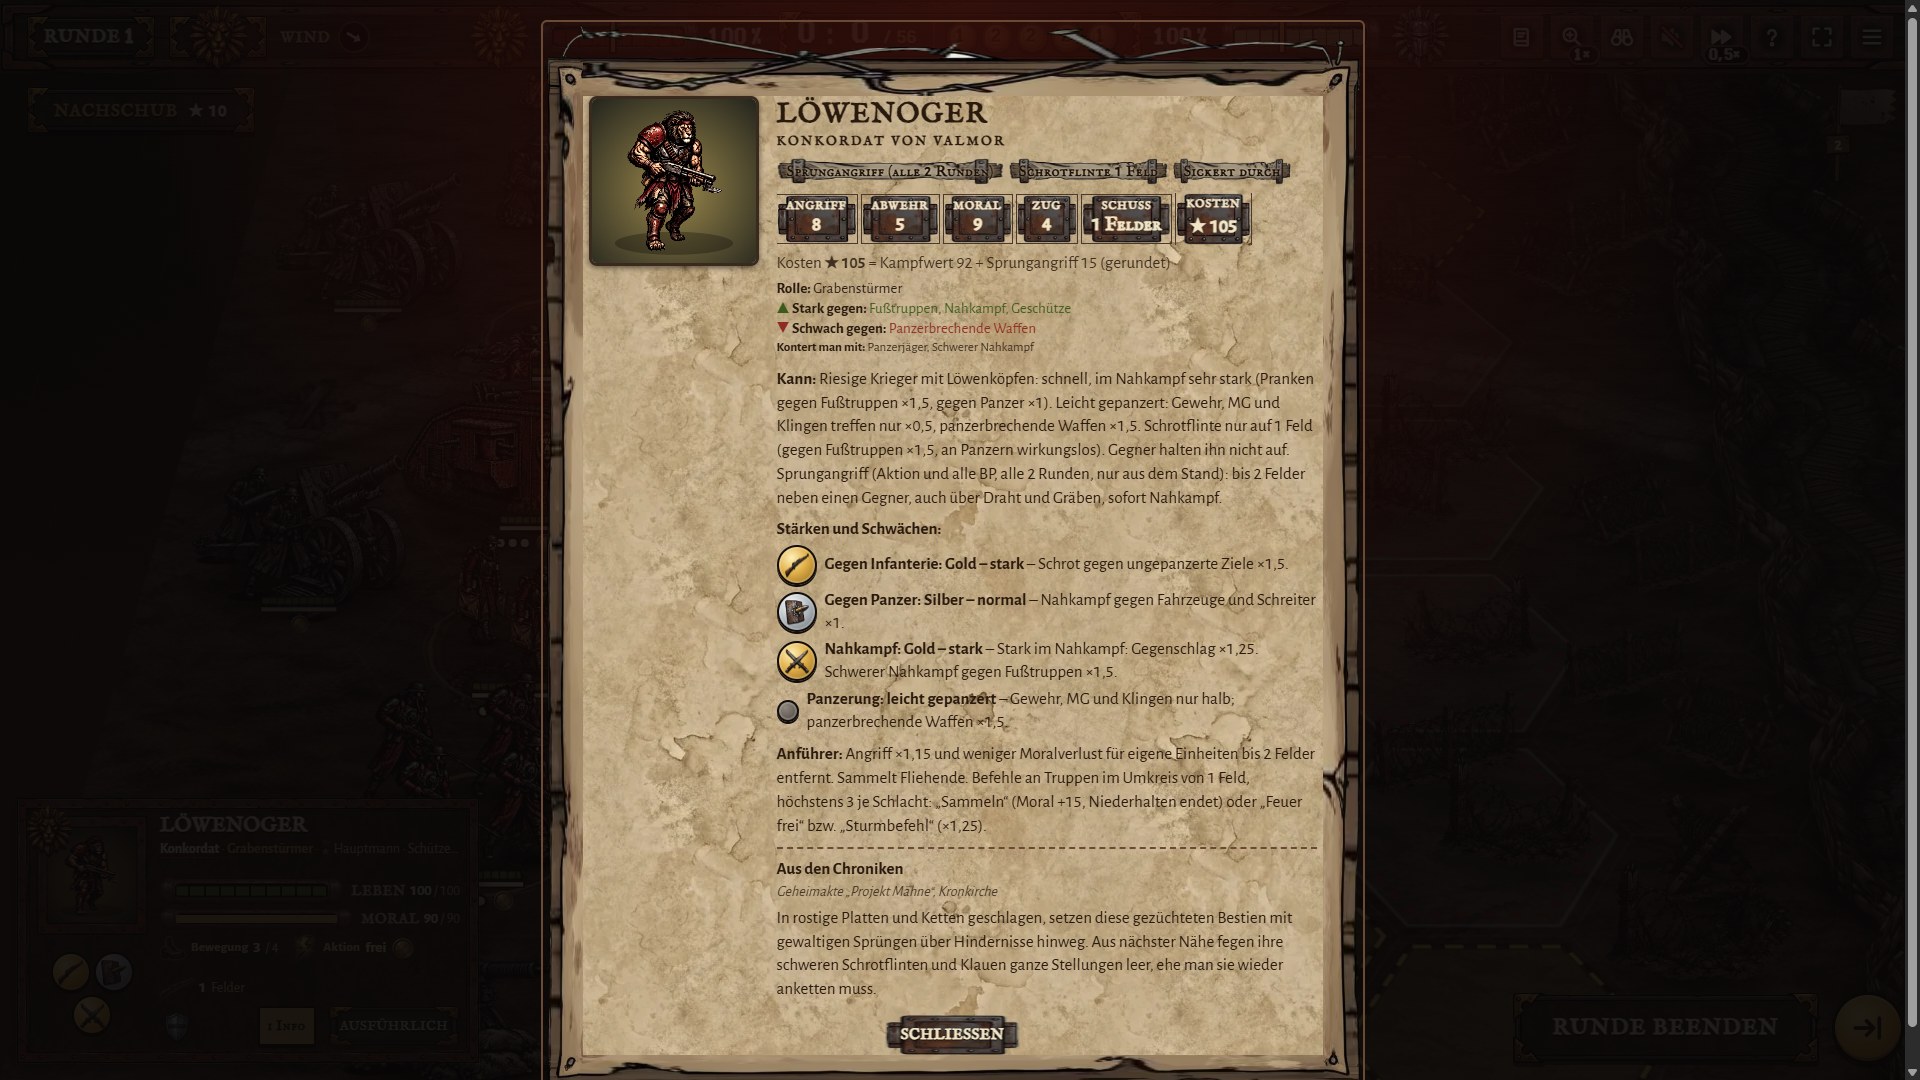 RUNDE 1
WIND
100%
0 : 0 / 56
100%
1x
0,5x
?
NACHSCHUB ★ 10
2
LÖWENOGER
KONKORDAT VON VALMOR
SPRUNGANGRIFF (ALLE 2 RUNDEN)
SCHROTFLINTE 1 FELD
SICKERT DURCH
ANGRIFF 8
ABWEHR 5
MORAL 9
ZUG 4
SCHUSS 1 FELDER
KOSTEN ★ 105
Kosten ★ 105 = Kampfwert 92 + Sprungangriff 15 (gerundet)
Rolle: Grabenstürmer
▲ Stark gegen: Fußtruppen, Nahkampf, Geschütze
▼ Schwach gegen: Panzerbrechende Waffen
Kontert man mit: Panzerjäger, Schwerer Nahkampf
Kann: Riesige Krieger mit Löwenköpfen: schnell, im Nahkampf sehr stark (Pranken
gegen Fußtruppen ×1,5, gegen Panzer ×1). Leicht gepanzert: Gewehr, MG und
Klingen treffen nur ×0,5, panzerbrechende Waffen ×1,5. Schrotflinte nur auf 1 Feld
(gegen Fußtruppen ×1,5, an Panzern wirkungslos). Gegner halten ihn nicht auf.
Sprungangriff (Aktion und alle BP, alle 2 Runden, nur aus dem Stand): bis 2 Felder
neben einen Gegner, auch über Draht und Gräben, sofort Nahkampf.
Stärken und Schwächen:
Gegen Infanterie: Gold – stark – Schrot gegen ungepanzerte Ziele ×1,5.
Gegen Panzer: Silber – normal – Nahkampf gegen Fahrzeuge und Schreiter
×1.
Nahkampf: Gold – stark – Stark im Nahkampf: Gegenschlag ×1,25.
Schwerer Nahkampf gegen Fußtruppen ×1,5.
Panzerung: leicht gepanzert – Gewehr, MG und Klingen nur halb;
panzerbrechende Waffen ×1,5.
Anführer: Angriff ×1,15 und weniger Moralverlust für eigene Einheiten bis 2 Felder
entfernt. Sammelt Fliehende. Befehle an Truppen im Umkreis von 1 Feld,
höchstens 3 je Schlacht: „Sammeln“ (Moral +15, Niederhalten endet) oder „Feuer
frei“ bzw. „Sturmbefehl“ (×1,25).
Aus den Chroniken
Geheimakte „Projekt Mähne“, Kronkirche
In rostige Platten und Ketten geschlagen, setzen diese gezüchteten Bestien mit
gewaltigen Sprüngen über Hindernisse hinweg. Aus nächster Nähe fegen ihre
schweren Schrotflinten und Klauen ganze Stellungen leer, ehe man sie wieder
anketten muss.
SCHLIESSEN
LÖWENOGER
Konkordat · Grabenstürmer · Hauptmann · Schütze...
LEBEN 100 / 100
MORAL 90 / 90
Bewegung 3 / 4 Aktion frei
1 Felder
I INFO
AUSFÜHRLICH
RUNDE BEENDEN